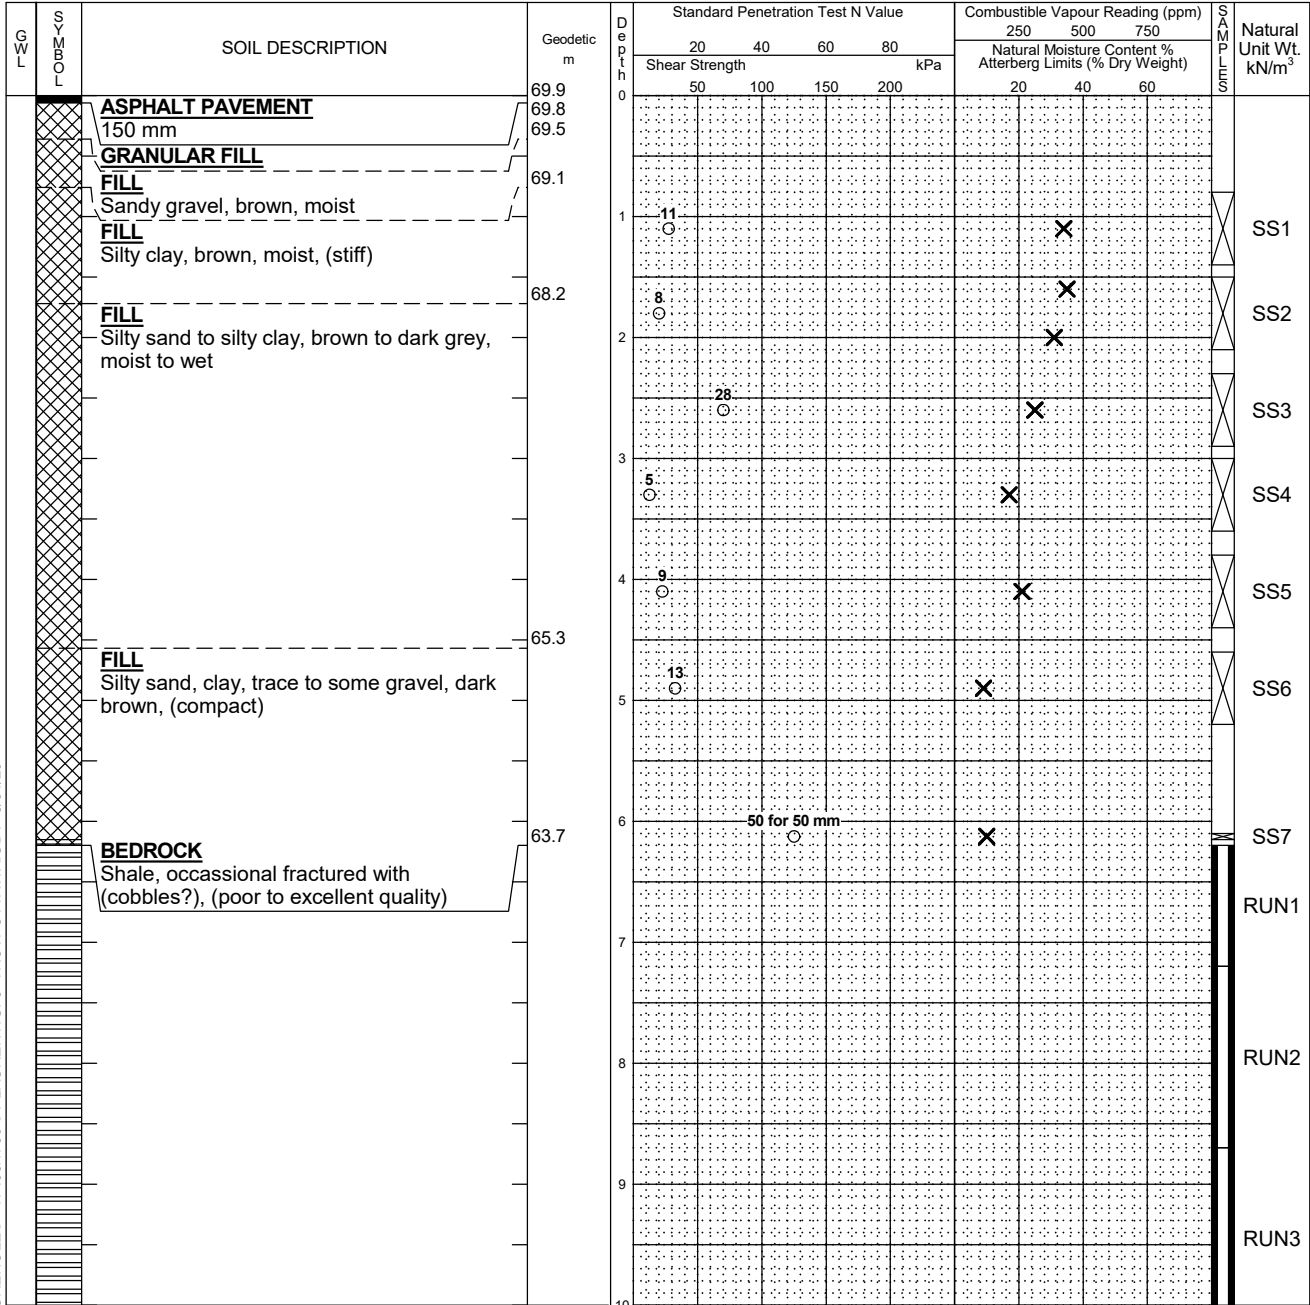 GWL
SYMBOL
SOIL DESCRIPTION
Geodetic
m
Depth
Standard Penetration Test N Value
20 40 60 80
Shear Strength kPa
50 100 150 200
Combustible Vapour Reading (ppm)
250 500 750
Natural Moisture Content %
Atterberg Limits (% Dry Weight)
20 40 60
SAMPLES
Natural
Unit Wt.
kN/m3
69.9
0
ASPHALT PAVEMENT
69.8
150 mm
69.5
GRANULAR FILL
69.1
FILL
Sandy gravel, brown, moist
11
1
SS1
FILL
Silty clay, brown, moist, (stiff)
68.2
8
SS2
FILL
Silty sand to silty clay, brown to dark grey,
moist to wet
2
28
SS3
3
5
SS4
9
4
SS5
65.3
FILL
Silty sand, clay, trace to some gravel, dark
brown, (compact)
13
SS6
5
50 for 50 mm
6
63.7
SS7
BEDROCK
Shale, occassional fractured with
(cobbles?), (poor to excellent quality)
RUN1
7
RUN2
8
9
RUN3
10